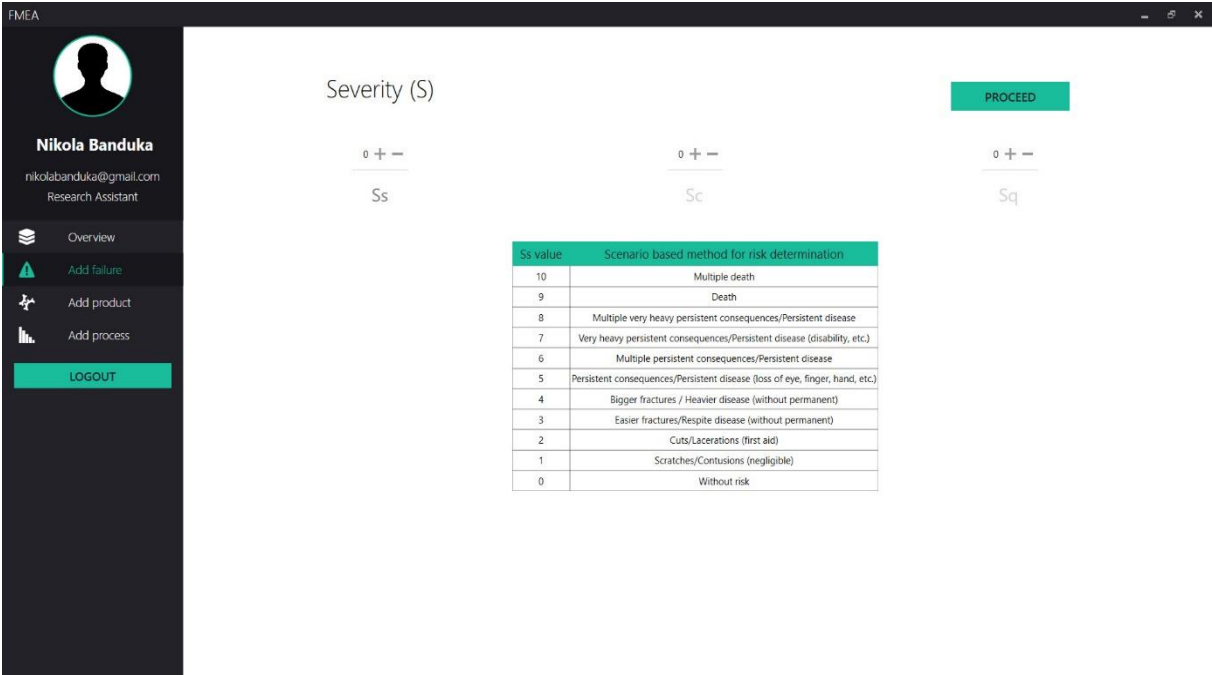 FMEA
Nikola Banduka
nikolabanduka@gmail.com
Research Assistant
Overview
Add failure
Add product
Add process
LOGOUT
Severity (S)
PROCEED
0 + −
0 + −
0 + −
Ss
Sc
Sq
Ss value Scenario based method for risk determination
10 Multiple death
9 Death
8 Multiple very heavy persistent consequences/Persistent disease
7 Very heavy persistent consequences/Persistent disease (disability, etc.)
6 Multiple persistent consequences/Persistent disease
5 Persistent consequences/Persistent disease (loss of eye, finger, hand, etc.)
4 Bigger fractures / Heavier disease (without permanent)
3 Easier fractures/Respite disease (without permanent)
2 Cuts/Lacerations (first aid)
1 Scratches/Contusions (negligible)
0 Without risk